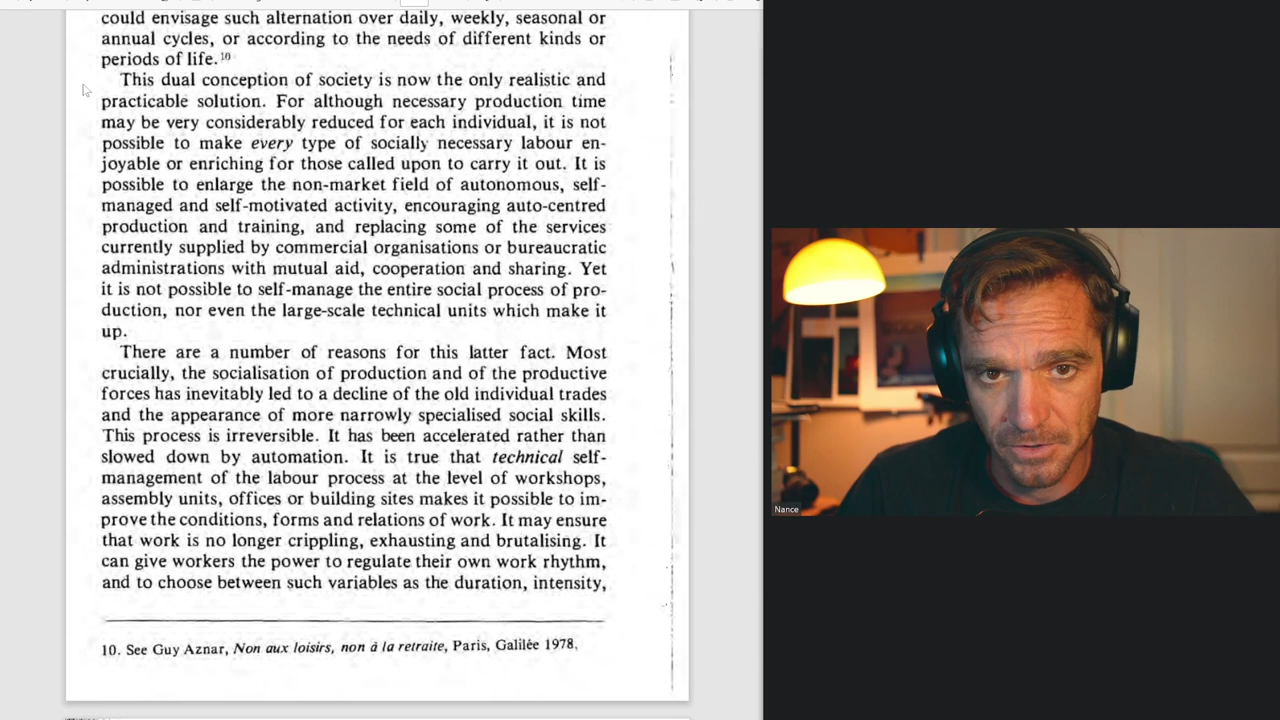 could envisage such alternation over daily, weekly, seasonal or
annual cycles, or according to the needs of different kinds or
periods of life.10
This dual conception of society is now the only realistic and
practicable solution. For although necessary production time
may be very considerably reduced for each individual, it is not
possible to make every type of socially necessary labour en-
joyable or enriching for those called upon to carry it out. It is
possible to enlarge the non-market field of autonomous, self-
managed and self-motivated activity, encouraging auto-centred
production and training, and replacing some of the services
currently supplied by commercial organisations or bureaucratic
administrations with mutual aid, cooperation and sharing. Yet
it is not possible to self-manage the entire social process of pro-
duction, nor even the large-scale technical units which make it
up.
There are a number of reasons for this latter fact. Most
crucially, the socialisation of production and of the productive
forces has inevitably led to a decline of the old individual trades
and the appearance of more narrowly specialised social skills.
This process is irreversible. It has been accelerated rather than
slowed down by automation. It is true that technical self-
management of the labour process at the level of workshops,
assembly units, offices or building sites makes it possible to im-
prove the conditions, forms and relations of work. It may ensure
that work is no longer crippling, exhausting and brutalising. It
can give workers the power to regulate their own work rhythm,
and to choose between such variables as the duration, intensity,
10. See Guy Aznar, Non aux loisirs, non à la retraite, Paris, Galilée 1978.
Nance